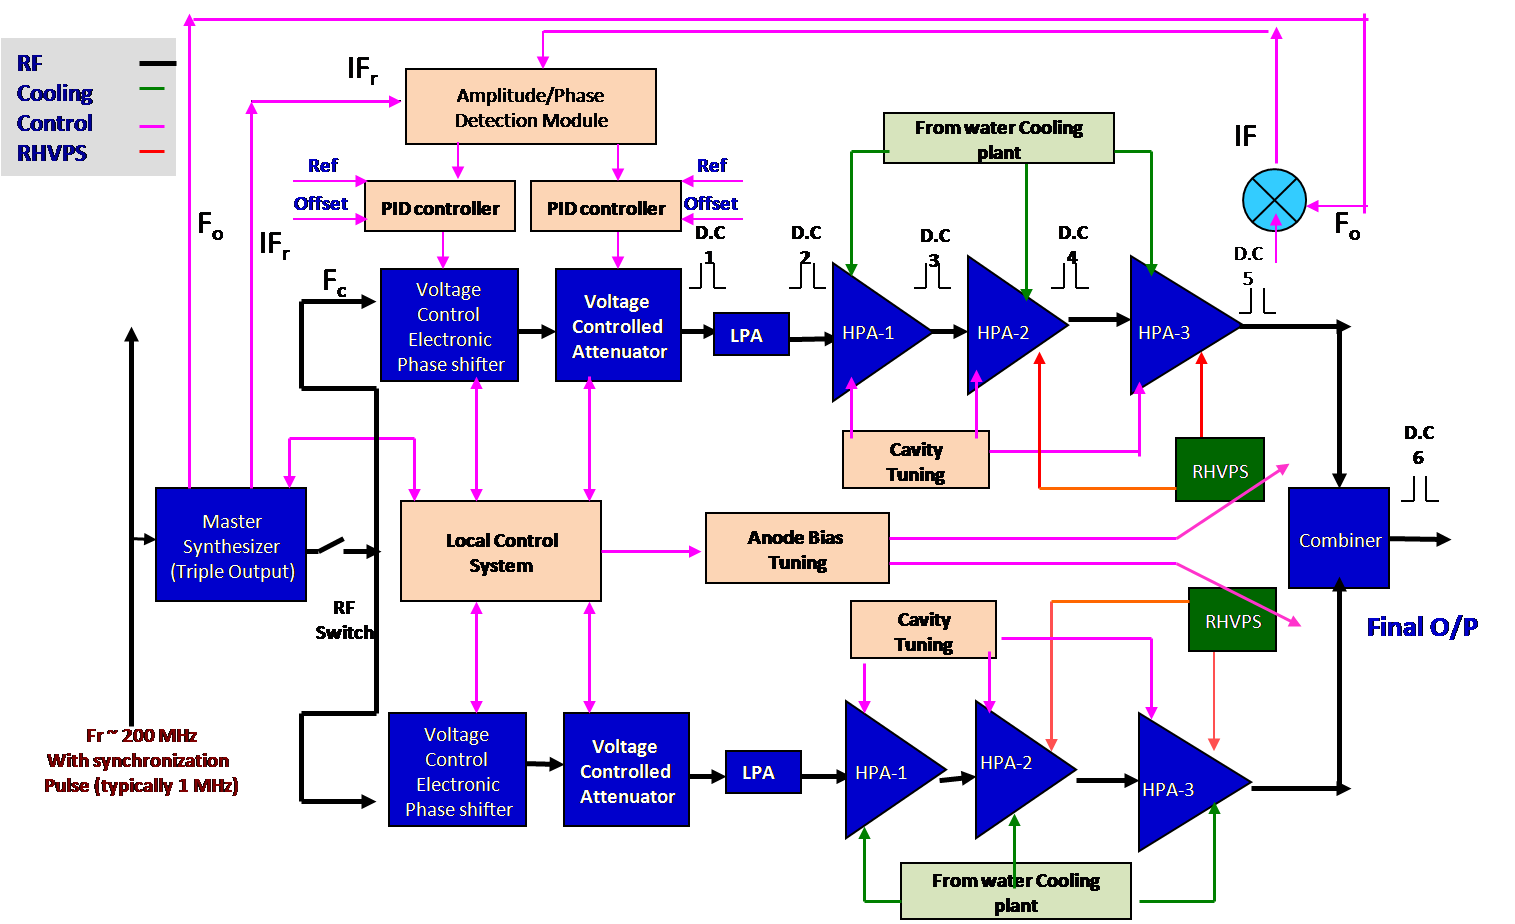 RF
Cooling
Control
RHVPS
IFr
Amplitude/Phase
Detection Module
From water Cooling
plant
IF
Ref
Offset
PID controller
PID controller
Ref
Offset
Fo
IFr
Fo
D.C
1
D.C
2
D.C
3
D.C
4
D.C
5
Fc
Voltage
Control
Electronic
Phase shifter
Voltage
Controlled
Attenuator
LPA
HPA-1
HPA-2
HPA-3
Cavity
Tuning
RHVPS
D.C
6
Master
Synthesizer
(Triple Output)
RF
Switch
Local Control
System
Anode Bias
Tuning
Combiner
Final O/P
Cavity
Tuning
RHVPS
Fr ~ 200 MHz
With synchronization
Pulse (typically 1 MHz)
Voltage
Control
Electronic
Phase shifter
Voltage
Controlled
Attenuator
LPA
HPA-1
HPA-2
HPA-3
From water Cooling
plant